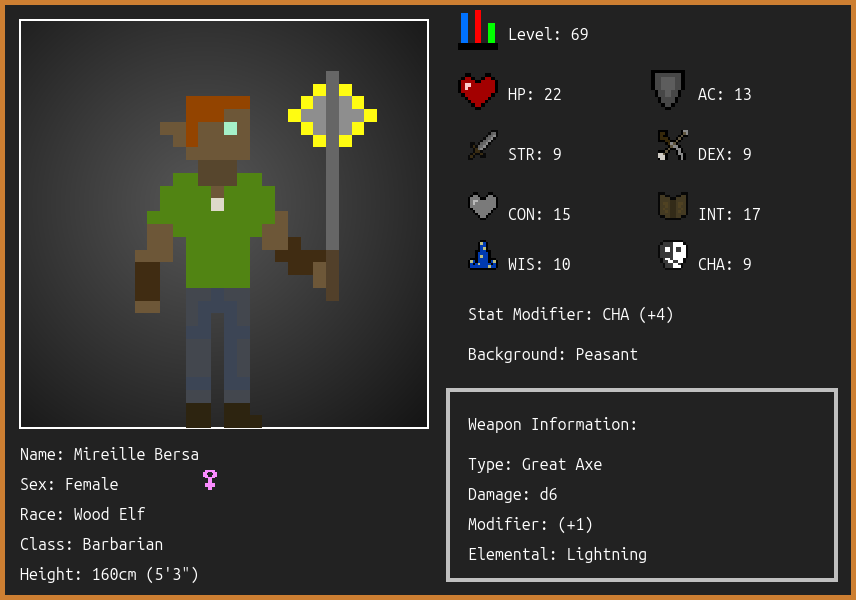 Level: 69
HP: 22
AC: 13
STR: 9
DEX: 9
CON: 15
INT: 17
WIS: 10
CHA: 9
Stat Modifier: CHA (+4)
Background: Peasant
Weapon Information:
Type: Great Axe
Damage: d6
Modifier: (+1)
Elemental: Lightning
Name: Mireille Bersa
Sex: Female
Race: Wood Elf
Class: Barbarian
Height: 160cm (5'3")